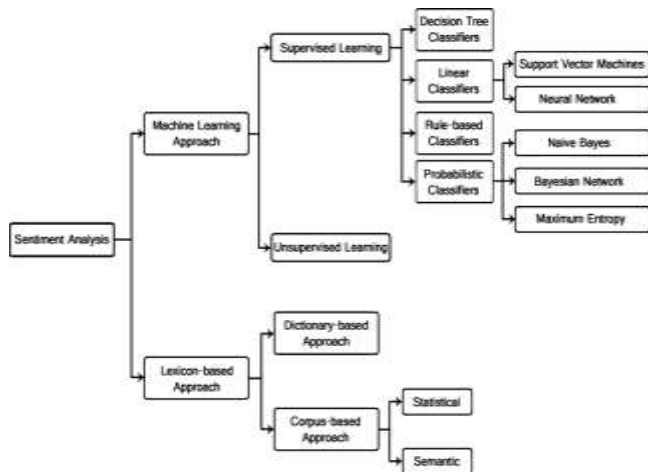 Decision Tree
Classifiers
Supervised Learning
Linear
Classifiers
Support Vector Machines
Neural Network
Machine Learning
Approach
Rule-based
Classifiers
Naive Bayes
Probabilistic
Classifiers
Bayesian Network
Maximum Entropy
Sentiment Analysis
Unsupervised Learning
Dictionary-based
Approach
Lexicon-based
Approach
Corpus-based
Approach
Statistical
Semantic